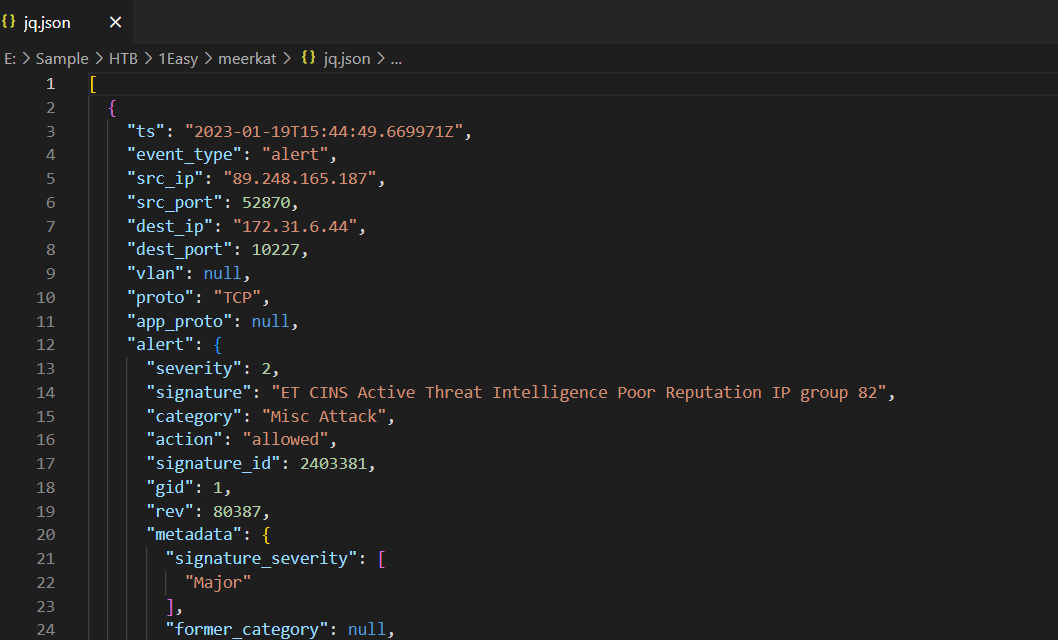 {} jq.json ×
E: > Sample > HTB > 1Easy > meerkat > {} jq.json > ...
1 [
2 {
3 "ts": "2023-01-19T15:44:49.669971Z",
4 "event_type": "alert",
5 "src_ip": "89.248.165.187",
6 "src_port": 52870,
7 "dest_ip": "172.31.6.44",
8 "dest_port": 10227,
9 "vlan": null,
10 "proto": "TCP",
11 "app_proto": null,
12 "alert": {
13 "severity": 2,
14 "signature": "ET CINS Active Threat Intelligence Poor Reputation IP group 82",
15 "category": "Misc Attack",
16 "action": "allowed",
17 "signature_id": 2403381,
18 "gid": 1,
19 "rev": 80387,
20 "metadata": {
21 "signature_severity": [
22 "Major"
23 ],
24 "former_category": null,